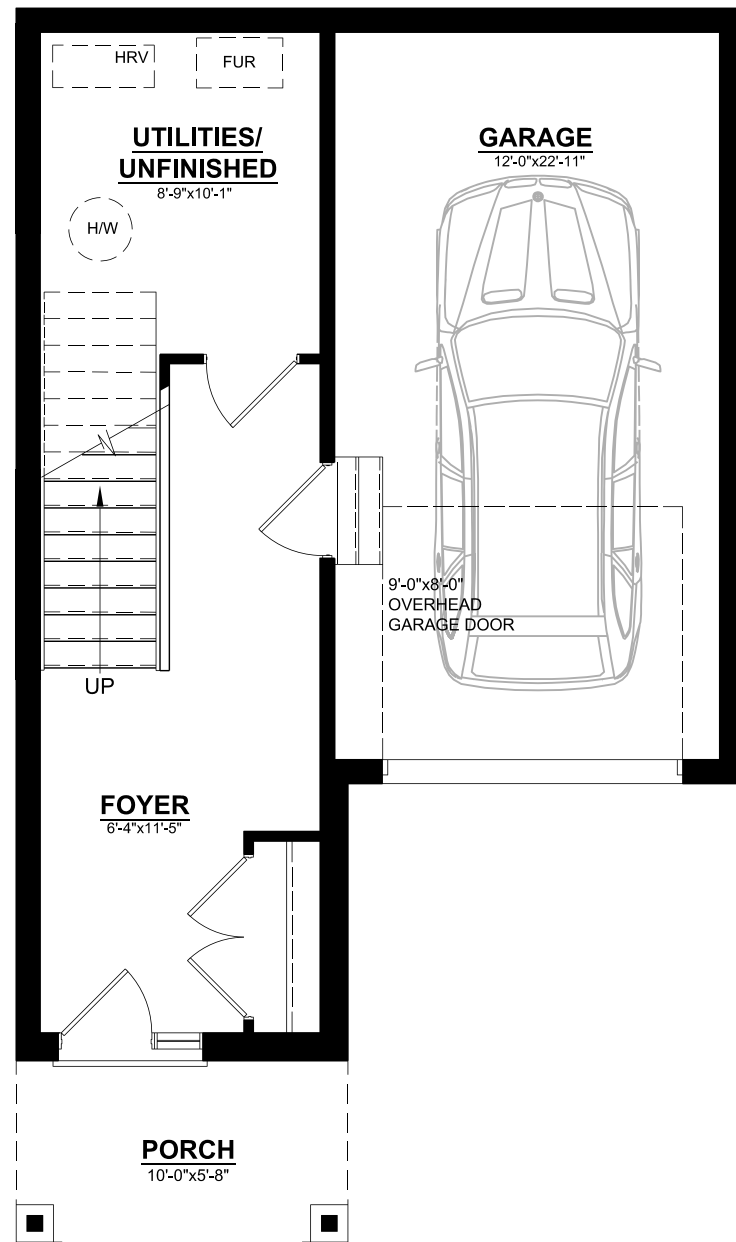 HRV
FUR
UTILITIES/
UNFINISHED
8'-9"x10'-1"
H/W
GARAGE
12'-0"x22'-11"
9'-0"x8'-0"
OVERHEAD
GARAGE DOOR
UP
FOYER
6'-4"x11'-5"
PORCH
10'-0"x5'-8"